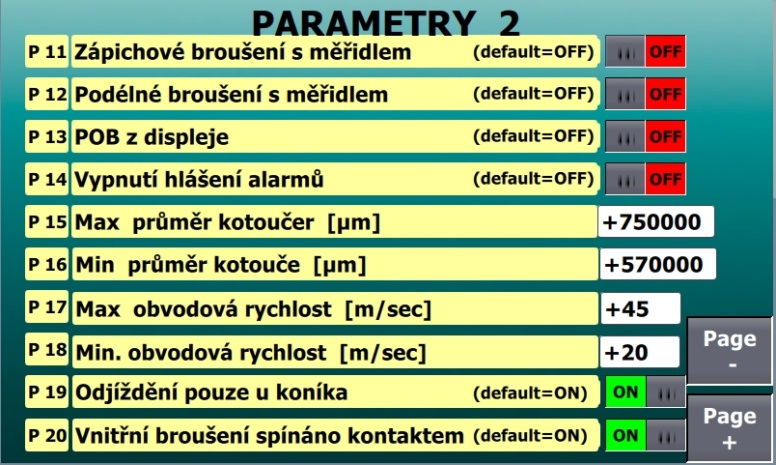 PARAMETRY 2
P 11 Zápichové broušení s měřidlem (default=OFF) OFF
P 12 Podélné broušení s měřidlem (default=OFF) OFF
P 13 POB z displeje (default=OFF) OFF
P 14 Vypnutí hlášení alarmů (default=OFF) OFF
P 15 Max průměr kotoučer [µm] +750000
P 16 Min průměr kotouče [µm] +570000
P 17 Max obvodová rychlost [m/sec] +45
P 18 Min. obvodová rychlost [m/sec] +20
Page
-
P 19 Odjíždění pouze u koníka (default=ON) ON
P 20 Vnitřní broušení spínáno kontaktem (default=ON) ON
Page
+